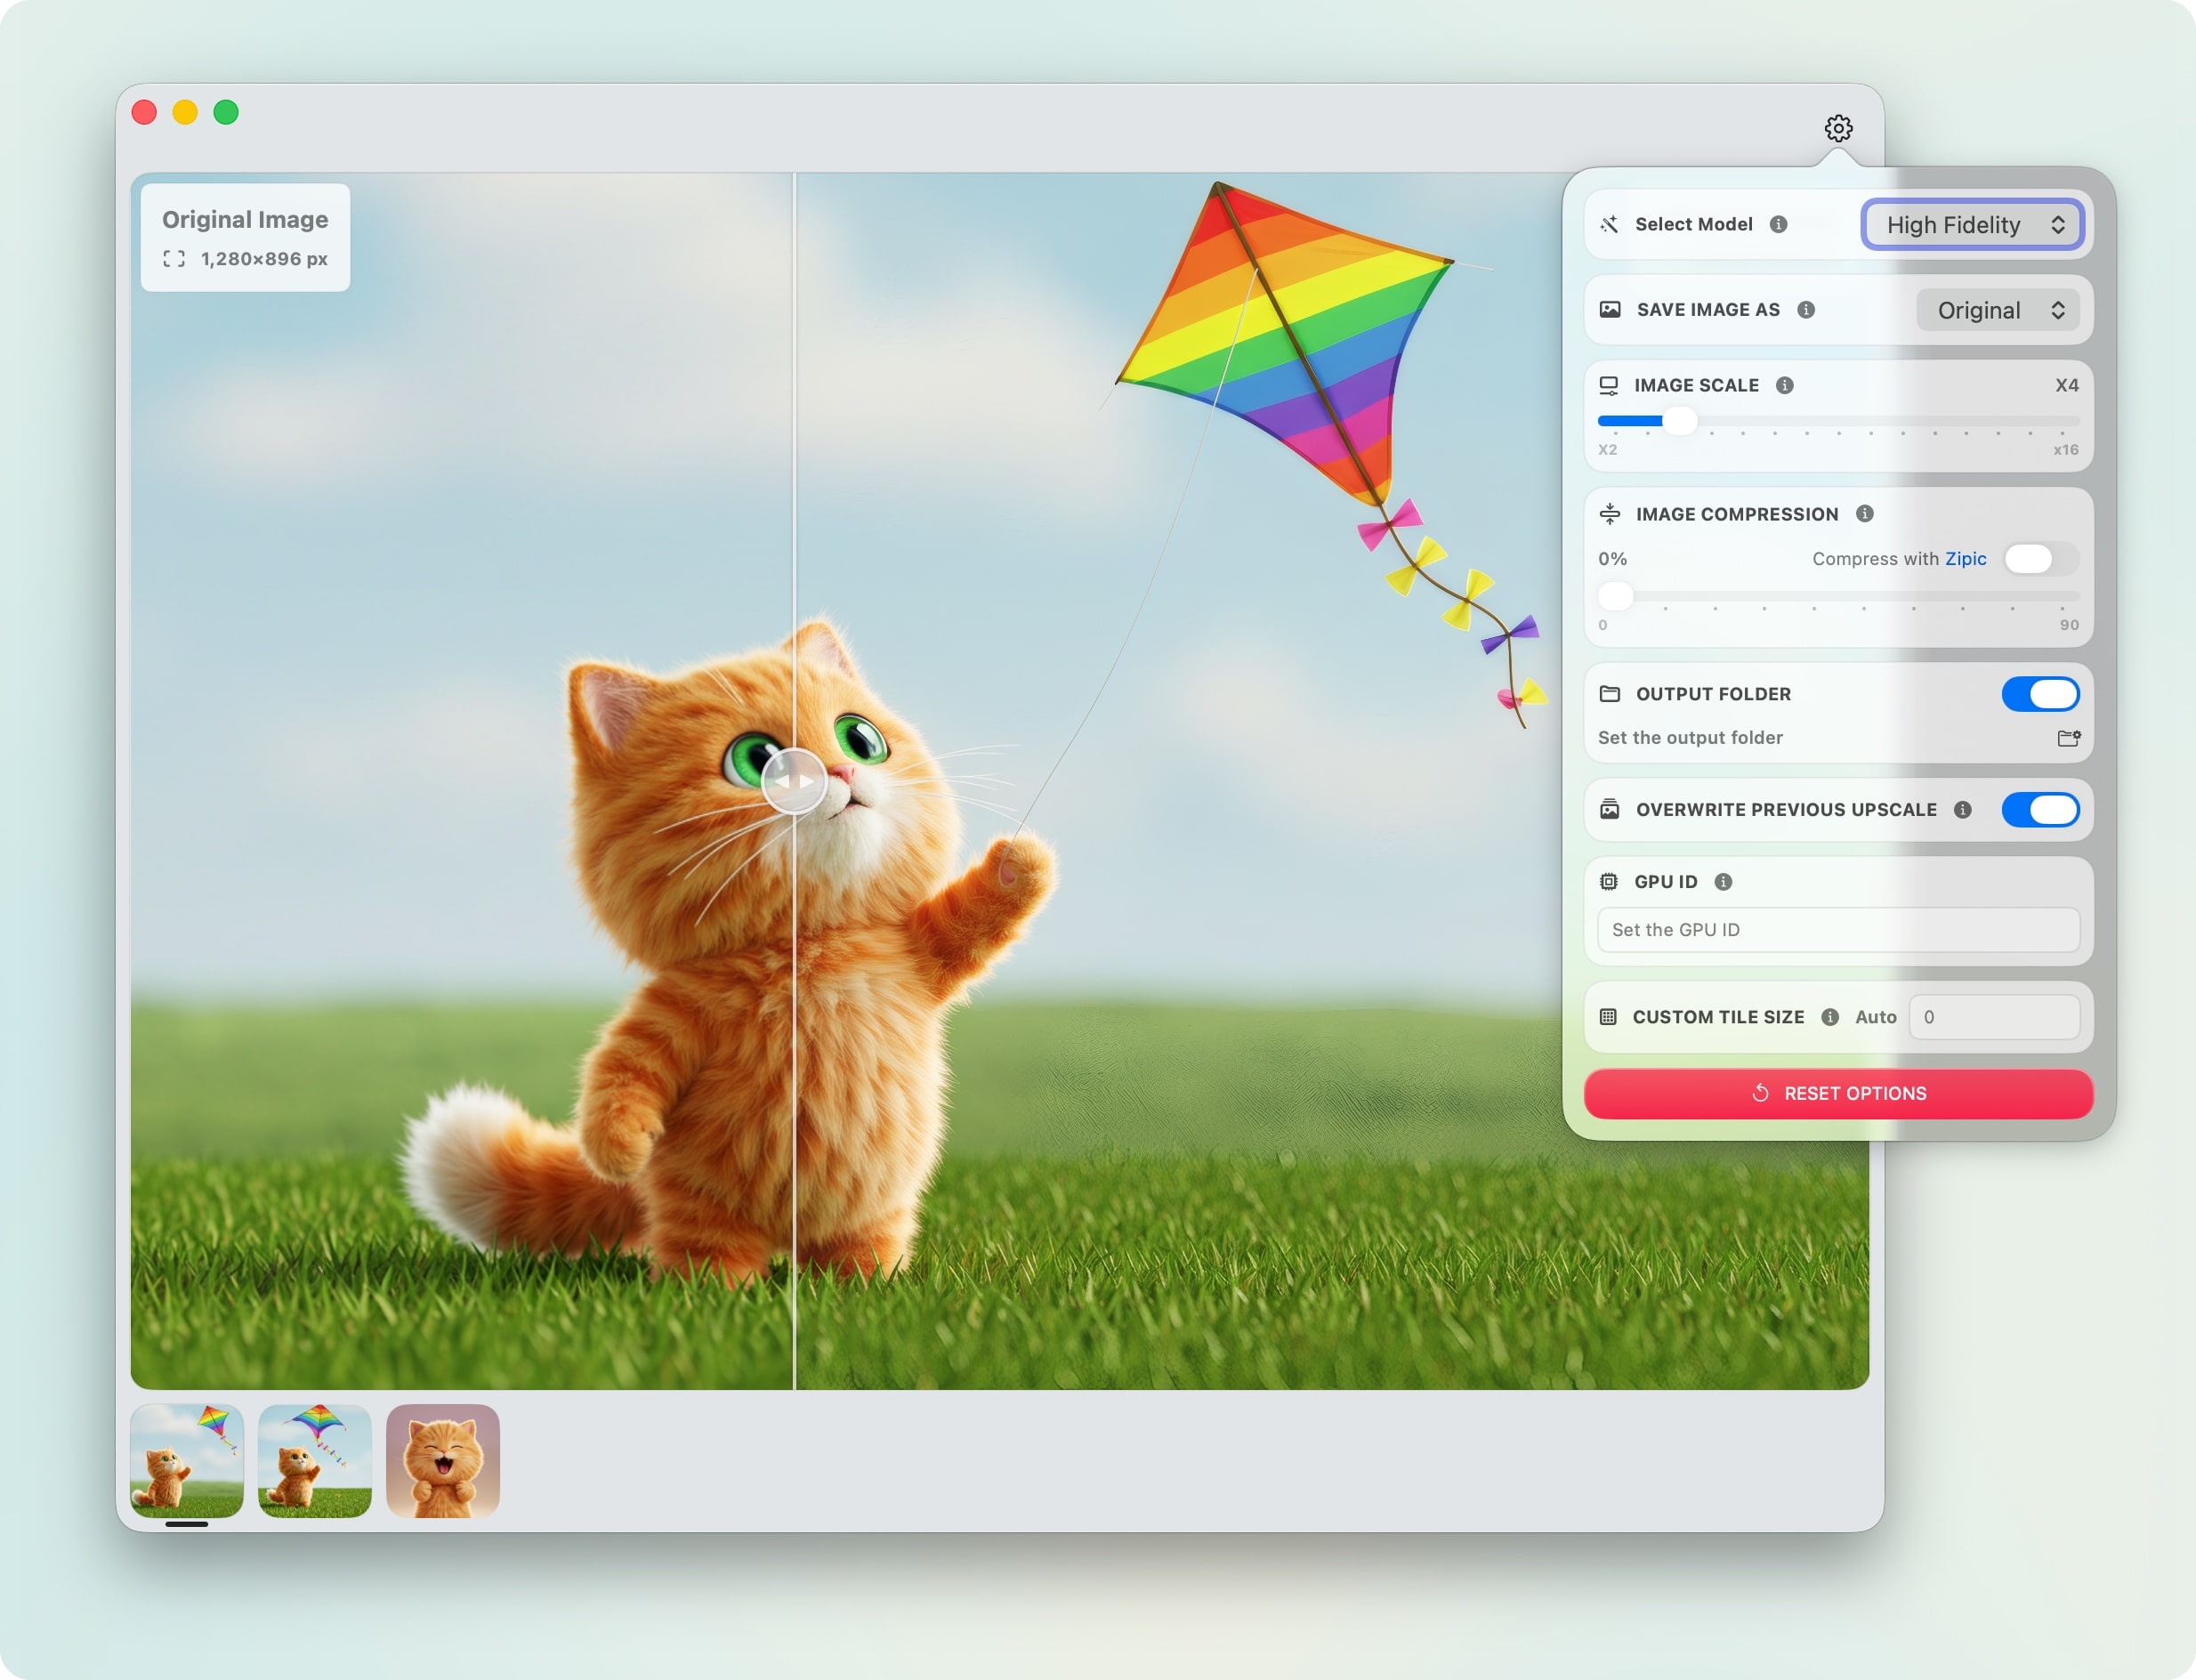 Original Image
1,280×896 px
Select Model
High Fidelity
SAVE IMAGE AS
Original
IMAGE SCALE
X4
X2
x16
IMAGE COMPRESSION
0%
Compress with Zipic
0
90
OUTPUT FOLDER
Set the output folder
OVERWRITE PREVIOUS UPSCALE
GPU ID
Set the GPU ID
CUSTOM TILE SIZE
Auto
0
RESET OPTIONS